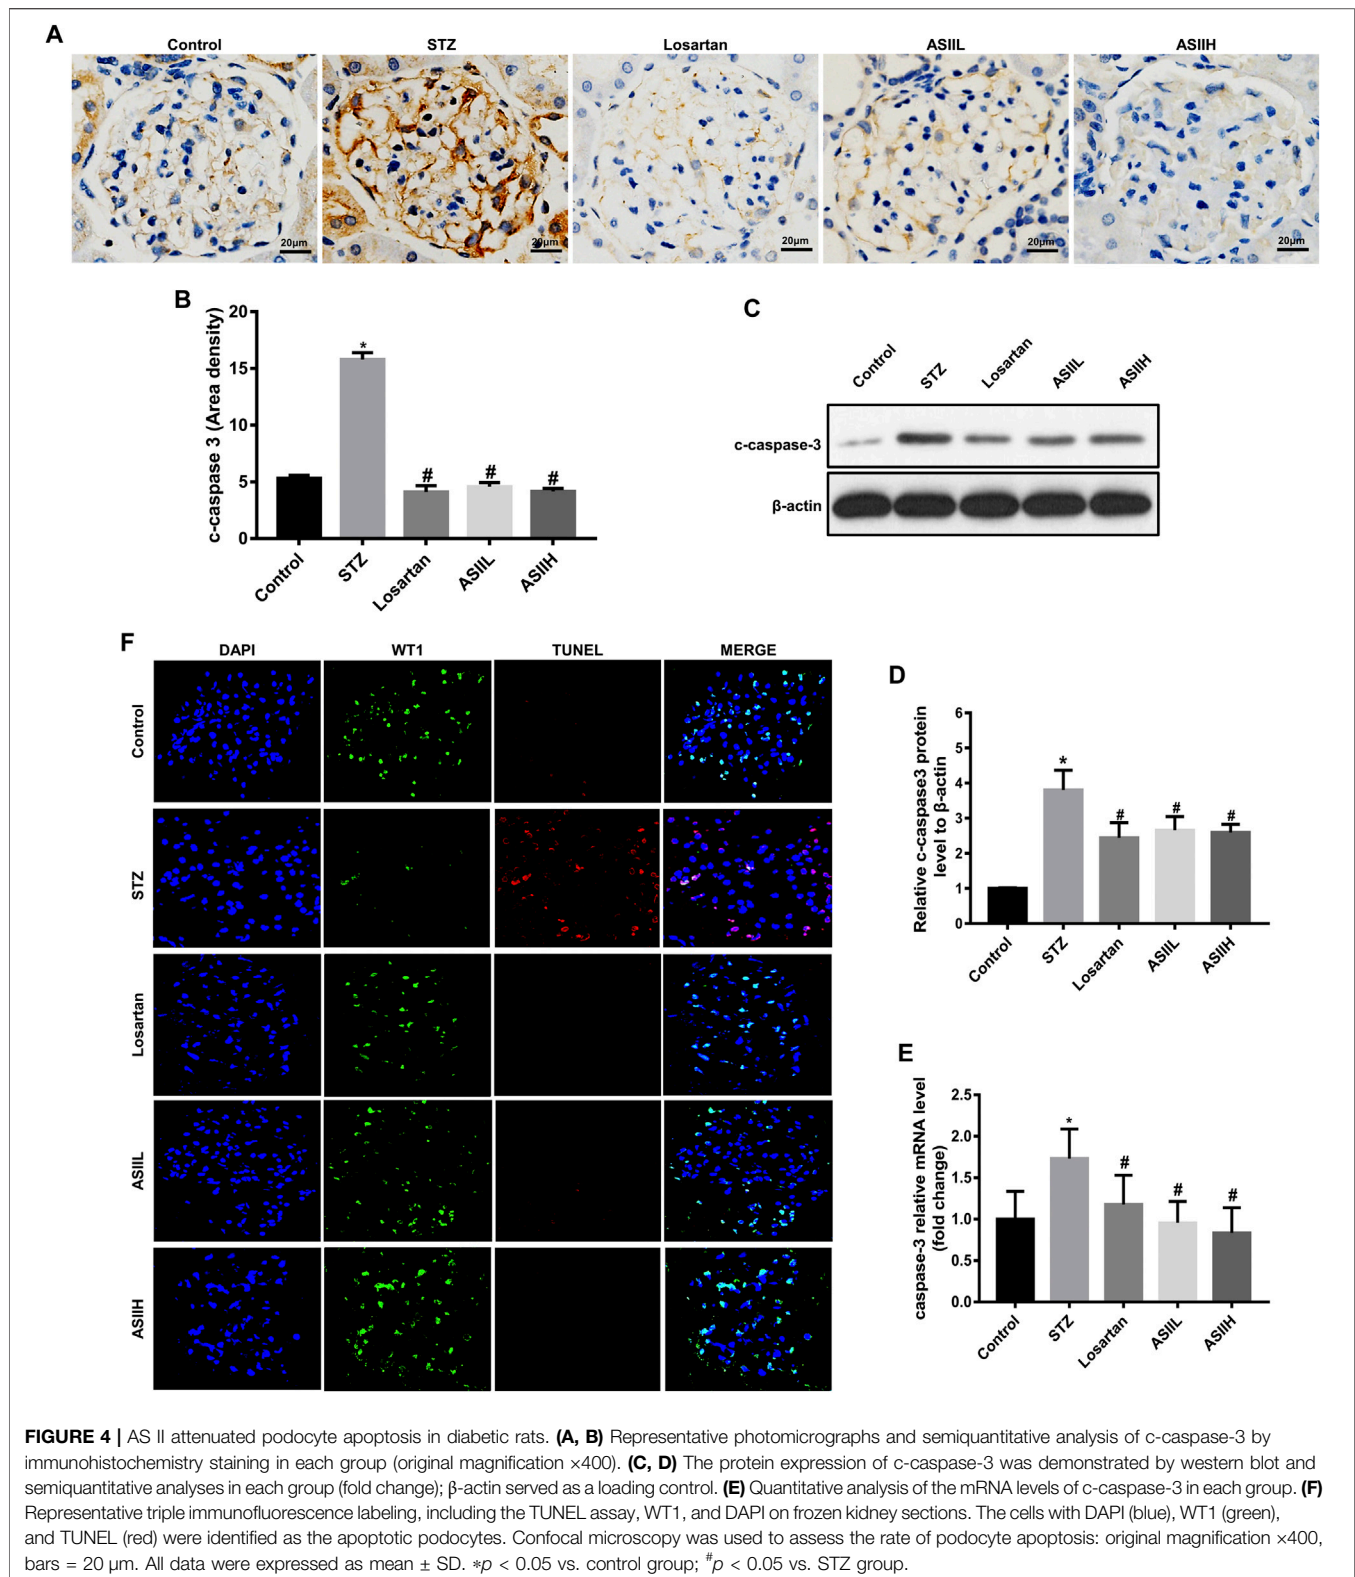 A
Control STZ Losartan ASIIL ASIIH
20µm 20µm 20µm 20µm 20µm
B
c-caspase 3 (Area density)
20
15
10
5
0
*
# # #
Control STZ Losartan ASIIL ASIIH
C
Control STZ Losartan ASIIL ASIIH
c-caspase-3
β-actin
F
DAPI WT1 TUNEL MERGE
Control
STZ
Losartan
ASIIL
ASIIH
D
Relative c-caspase3 protein
level to β-actin
6
5
4
3
2
1
0
*
# # #
Control STZ Losartan ASIIL ASIIH
E
caspase-3 relative mRNA level
(fold change)
2.5
2.0
1.5
1.0
0.5
0.0
*
# # #
Control STZ Losartan ASIIL ASIIH
FIGURE 4 | AS II attenuated podocyte apoptosis in diabetic rats. (A, B) Representative photomicrographs and semiquantitative analysis of c-caspase-3 by
immunohistochemistry staining in each group (original magnification ×400). (C, D) The protein expression of c-caspase-3 was demonstrated by western blot and
semiquantitative analyses in each group (fold change); β-actin served as a loading control. (E) Quantitative analysis of the mRNA levels of c-caspase-3 in each group. (F)
Representative triple immunofluorescence labeling, including the TUNEL assay, WT1, and DAPI on frozen kidney sections. The cells with DAPI (blue), WT1 (green),
and TUNEL (red) were identified as the apoptotic podocytes. Confocal microscopy was used to assess the rate of podocyte apoptosis: original magnification ×400,
bars = 20 µm. All data were expressed as mean ± SD. *p < 0.05 vs. control group; #p < 0.05 vs. STZ group.